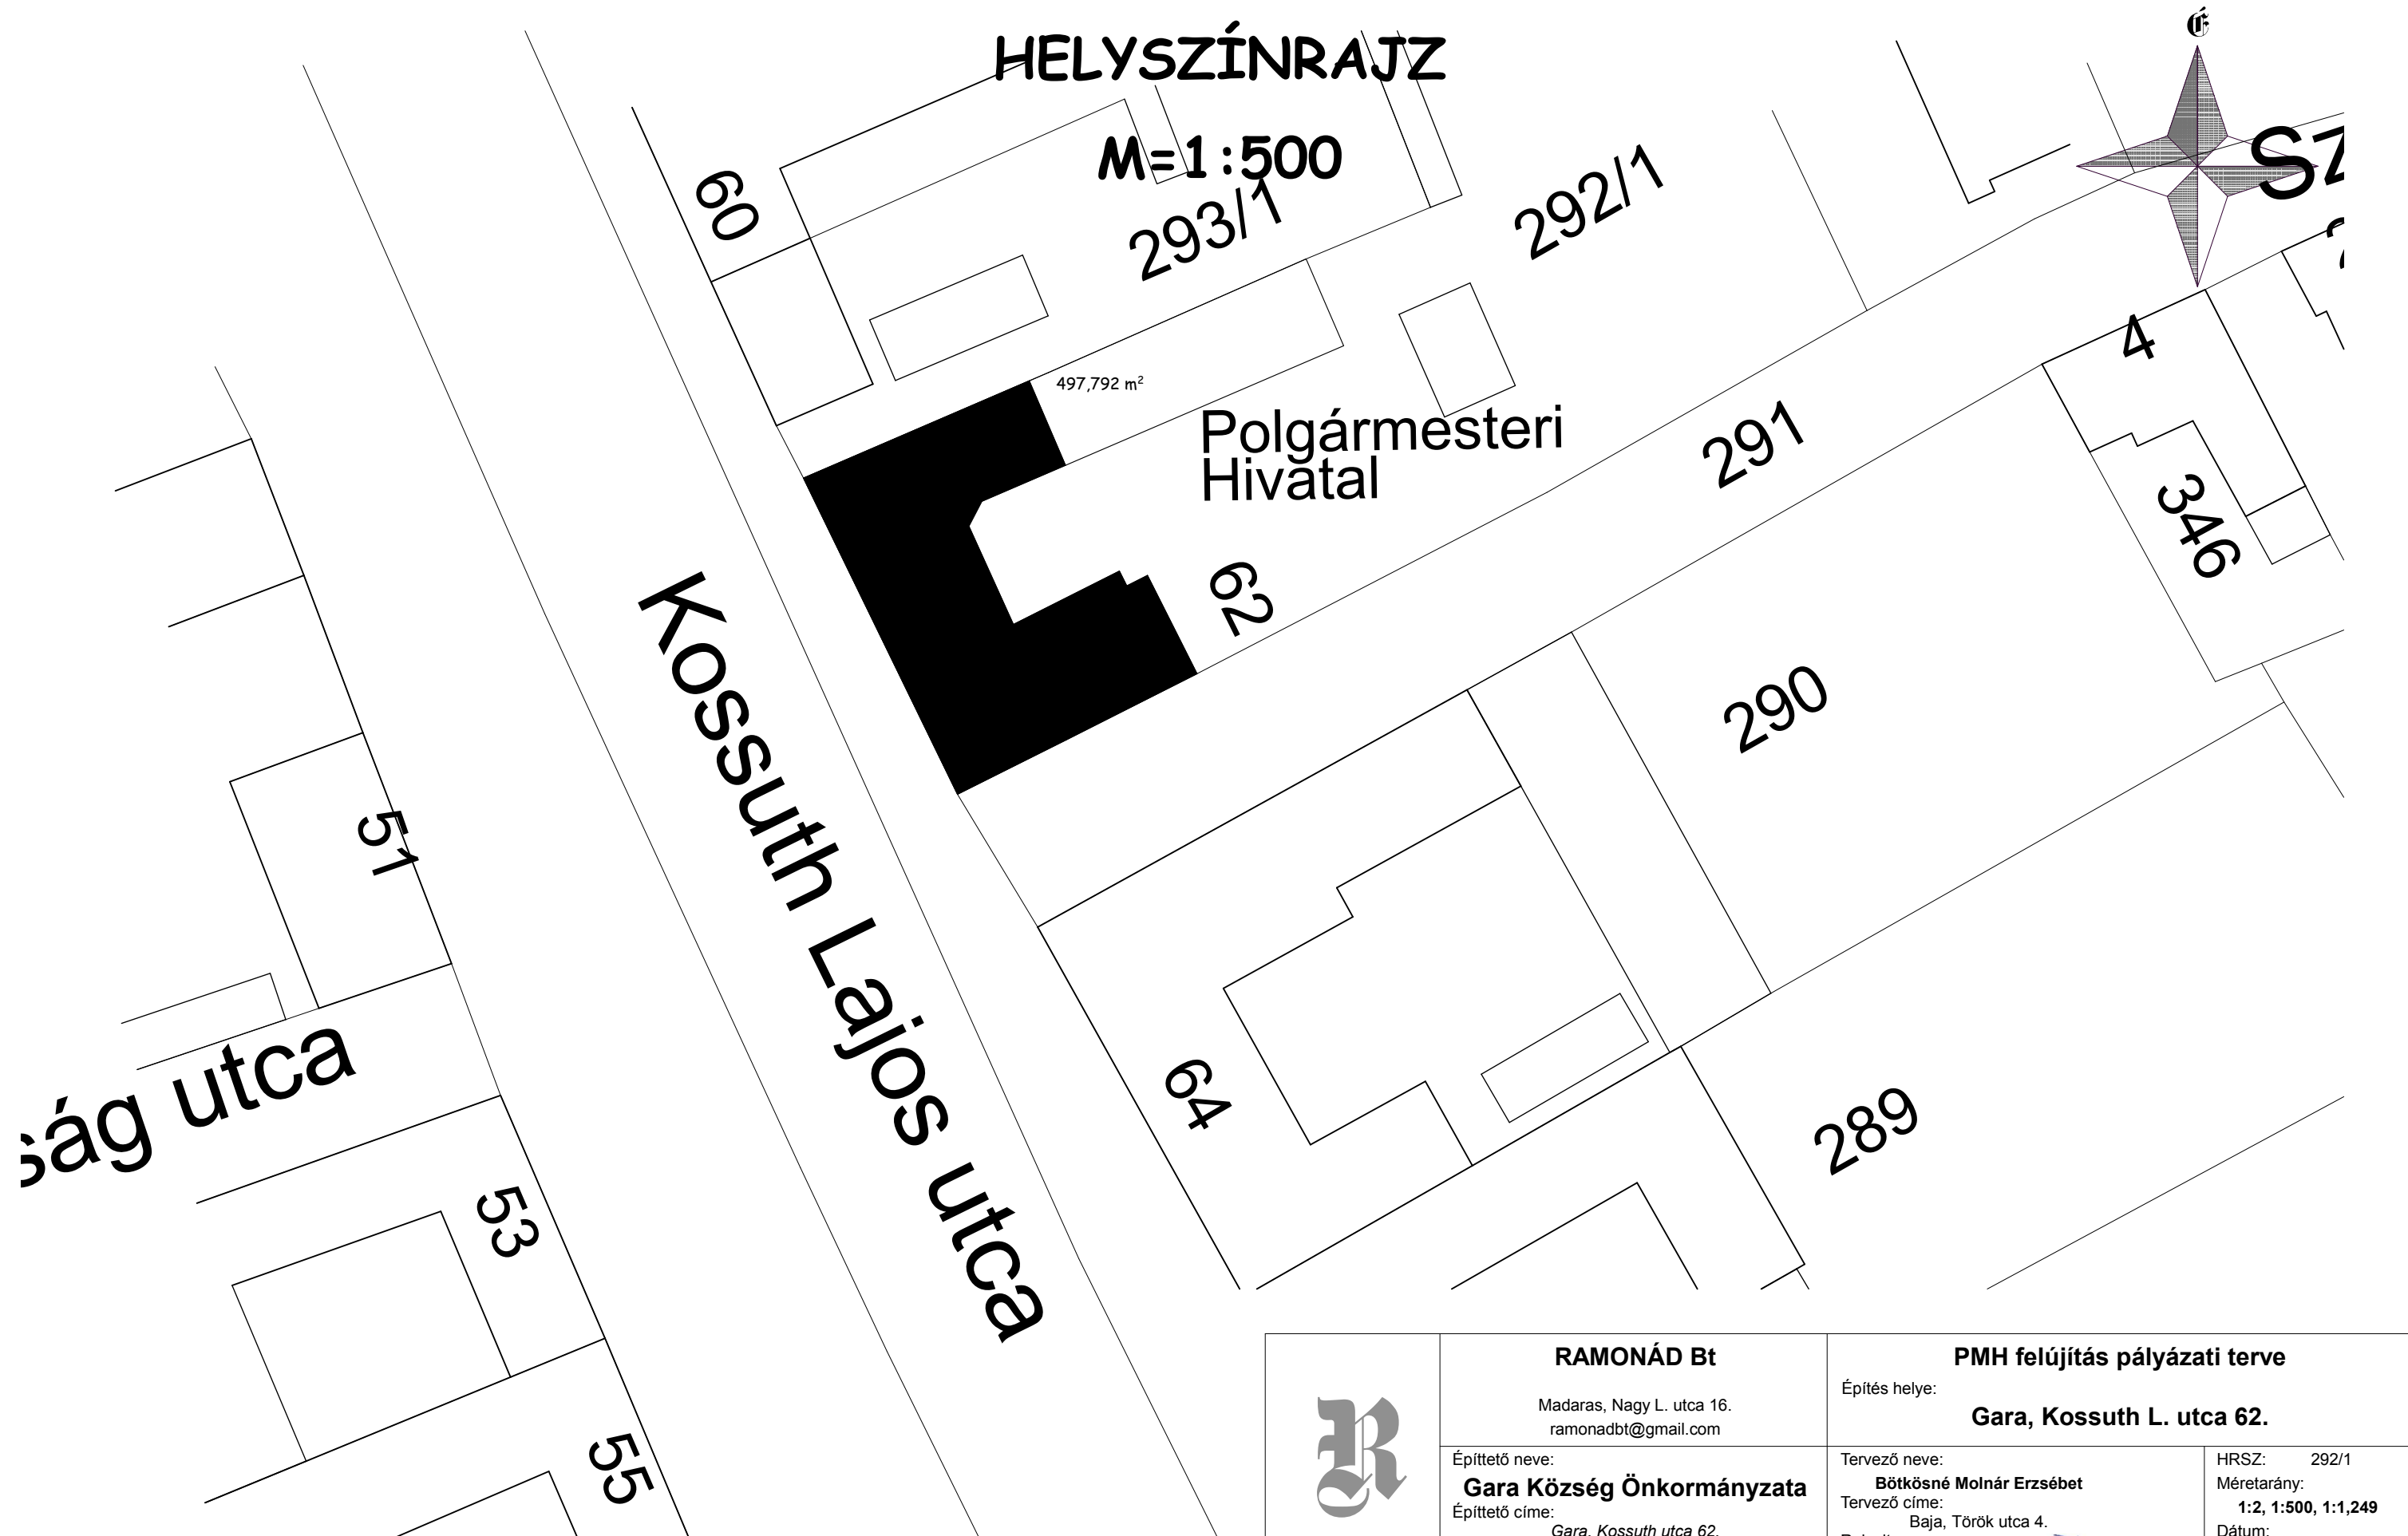 HELYSZÍNRAJZ
M=1:500
É
Sz
60
293/1
292/1
4
497,792 m²
Polgármesteri
Hivatal
291
346
62
Kossuth Lajos utca
290
51
ság utca
64
289
53
55
RAMONÁD Bt
Madaras, Nagy L. utca 16.
ramonadbt@gmail.com
PMH felújítás pályázati terve
Építés helye:
Gara, Kossuth L. utca 62.
R
Építtető neve:
Gara Község Önkormányzata
Építtető címe:
Gara, Kossuth utca 62.
Tervező neve:
Bötkösné Molnár Erzsébet
Tervező címe:
Baja, Török utca 4.
HRSZ: 292/1
Méretarány:
1:2, 1:500, 1:1,249
Dátum: